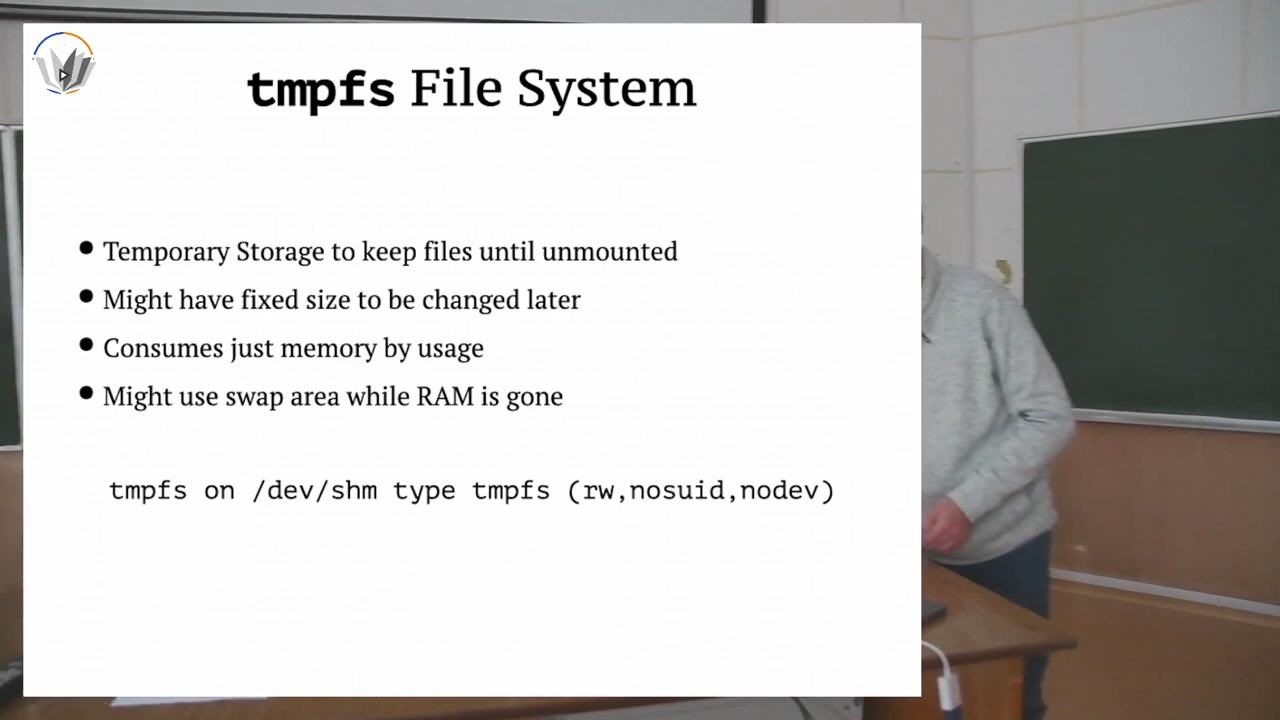 tmpfs File System
Temporary Storage to keep files until unmounted
Might have fixed size to be changed later
Consumes just memory by usage
Might use swap area while RAM is gone
tmpfs on /dev/shm type tmpfs (rw,nosuid,nodev)